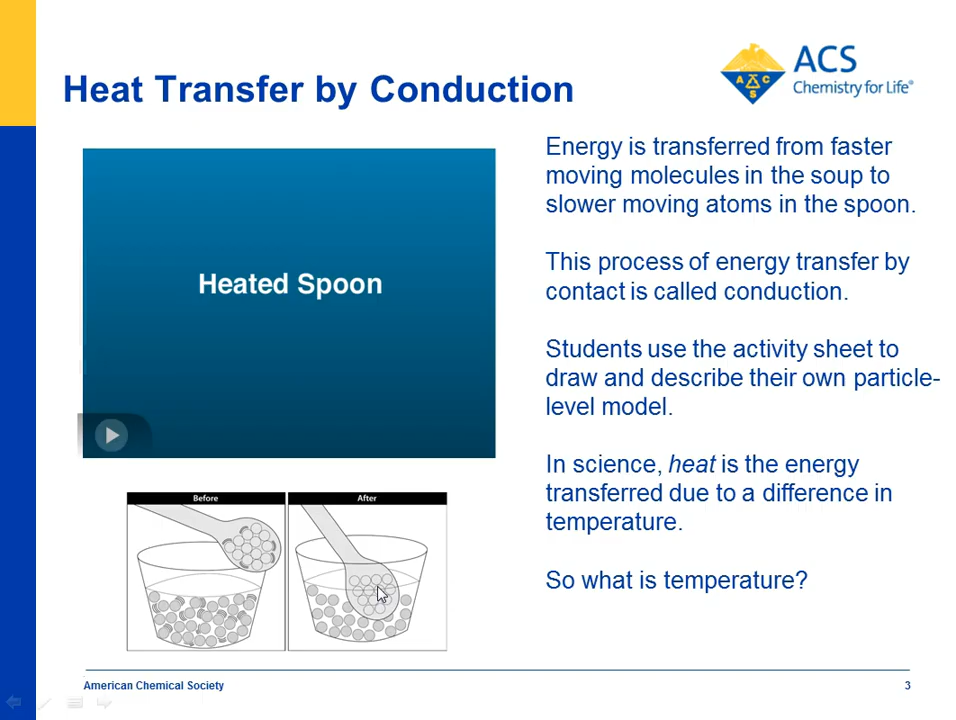 Heat Transfer by Conduction
A C S
ACS
Chemistry for Life®
Heated Spoon
Energy is transferred from faster
moving molecules in the soup to
slower moving atoms in the spoon.
This process of energy transfer by
contact is called conduction.
Students use the activity sheet to
draw and describe their own particle-
level model.
In science, heat is the energy
transferred due to a difference in
temperature.
So what is temperature?
Before
After
American Chemical Society
3